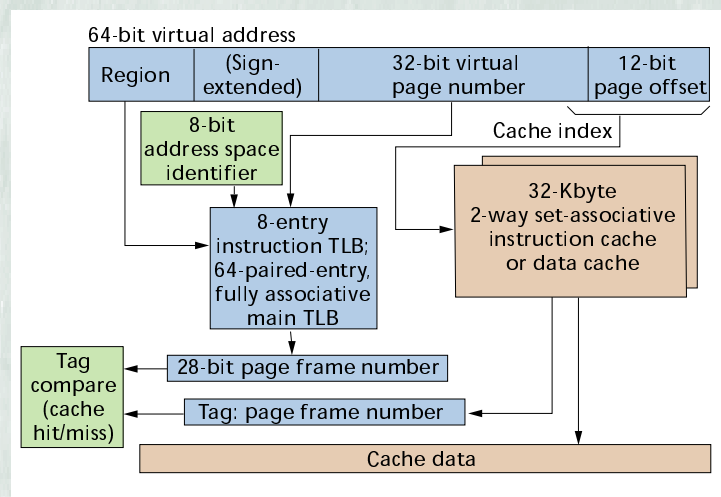 64-bit virtual address
Region
(Sign-
extended)
32-bit virtual
page number
12-bit
page offset
8-bit
address space
identifier
Cache index
32-Kbyte
2-way set-associative
instruction cache
or data cache
8-entry
instruction TLB;
64-paired-entry,
fully associative
main TLB
Tag
compare
(cache
hit/miss)
28-bit page frame number
Tag: page frame number
Cache data